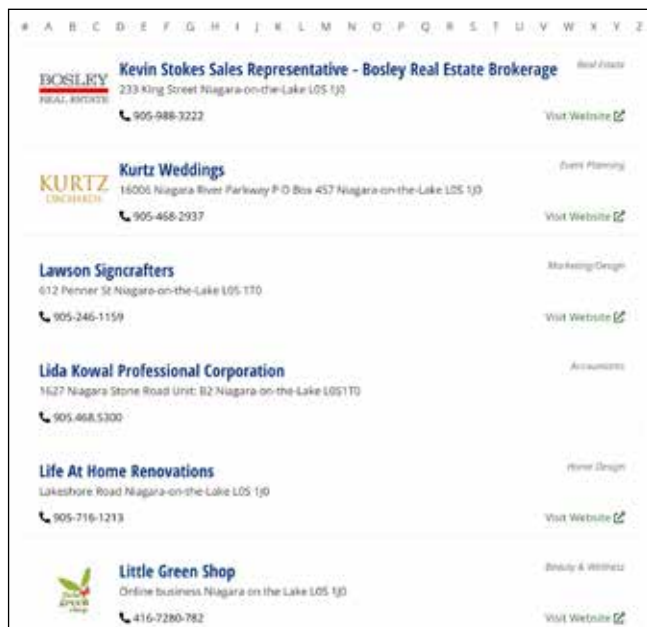 # A B C D E F G H I J K L M N O P Q R S T U V W X Y Z
BOSLEY
REAL ESTATE
Kevin Stokes Sales Representative - Bosley Real Estate Brokerage
Real Estate
233 King Street Niagara-on-the-Lake L0S 1J0
905-988-3222
Visit Website
KURTZ
ORCHARDS
Kurtz Weddings
Event Planning
16006 Niagara River Parkway P O Box 457 Niagara-on-the-Lake L0S 1J0
905-468-2937
Visit Website
Lawson Signcrafters
Marketing/Design
612 Penner St Niagara-on-the-Lake L0S 1T0
905-246-1159
Visit Website
Lida Kowal Professional Corporation
Accountants
1627 Niagara Stone Road Unit: B2 Niagara-on-the-Lake L0S1T0
905.468.5300
Life At Home Renovations
Home Design
Lakeshore Road Niagara-on-the-Lake L0S 1J0
905-716-1213
Visit Website
green
shop
Little Green Shop
Beauty & Wellness
Online business Niagara on the Lake L0S 1J0
416-7280-782
Visit Website